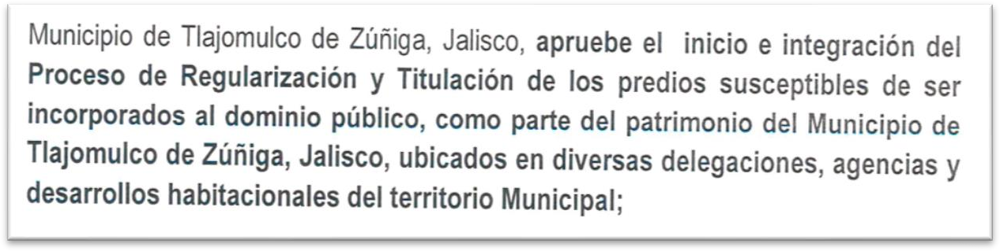 Municipio de Tlajomulco de Zúñiga, Jalisco, apruebe el inicio e integración del
Proceso de Regularización y Titulación de los predios susceptibles de ser
incorporados al dominio público, como parte del patrimonio del Municipio de
Tlajomulco de Zúñiga, Jalisco, ubicados en diversas delegaciones, agencias y
desarrollos habitacionales del territorio Municipal;